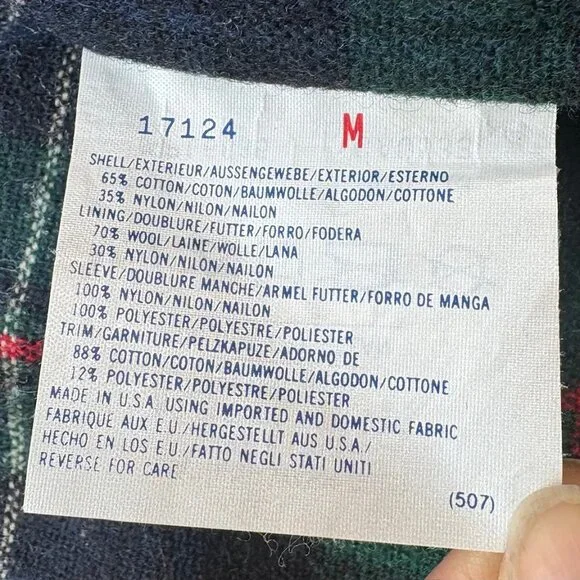 17124 M
SHELL/EXTERIEUR/AUSSENGEWEBE/EXTERIOR/ESTERNO
65% COTTON/COTON/BAUMWOLLE/ALGODON/COTTONE
35% NYLON/NILON/NAILON
LINING/DOUBLURE/FUTTER/FORRO/FODERA
70% WOOL/LAINE/WOLLE/LANA
30% NYLON/NILON/NAILON
SLEEVE/DOUBLURE MANCHE/ARMEL FUTTER/FORRO DE MANGA
100% NYLON/NILON/NAILON
100% POLYESTER/POLYESTRE/POLIESTER
TRIM/GARNITURE/PELZKAPUZE/ADORNO DE
88% COTTON/COTON/BAUMWOLLE/ALGODON/COTTONE
12% POLYESTER/POLYESTRE/POLIESTER
MADE IN U.S.A. USING IMPORTED AND DOMESTIC FABRIC
FABRIQUE AUX E.U./HERGESTELLT AUS U.S.A./
HECHO EN LOS E.U./FATTO NEGLI STATI UNITI
REVERSE FOR CARE
(507)